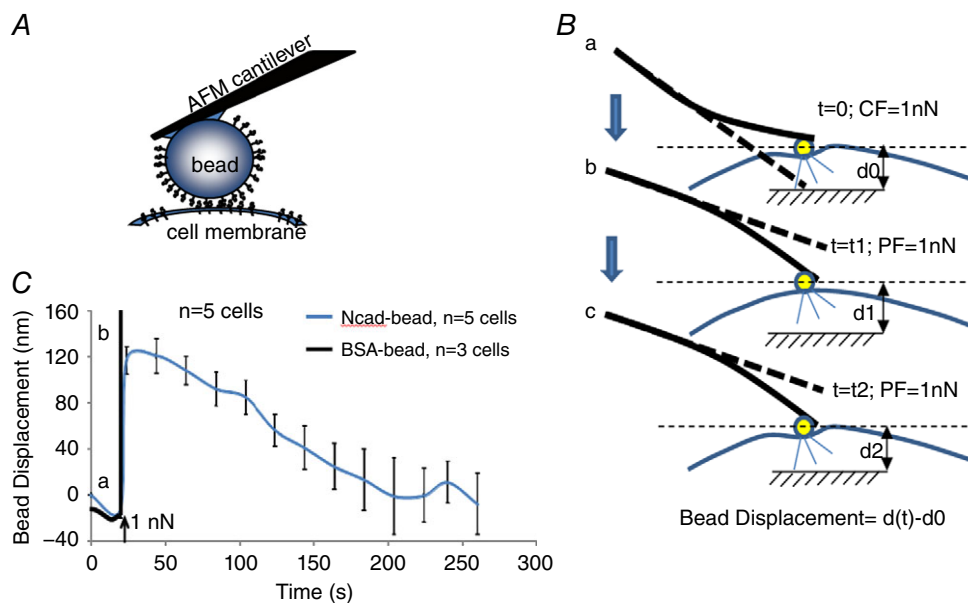 A
AFM cantilever
bead
cell membrane
B
a
t=0; CF=1nN
d0
b
t=t1; PF=1nN
d1
c
t=t2; PF=1nN
d2
Bead Displacement= d(t)-d0
C
n=5 cells
Ncad-bead, n=5 cells
BSA-bead, n=3 cells
b
a
1 nN
Bead Displacement (nm)
160
120
80
40
0
−40
0
50
100
150
200
250
300
Time (s)